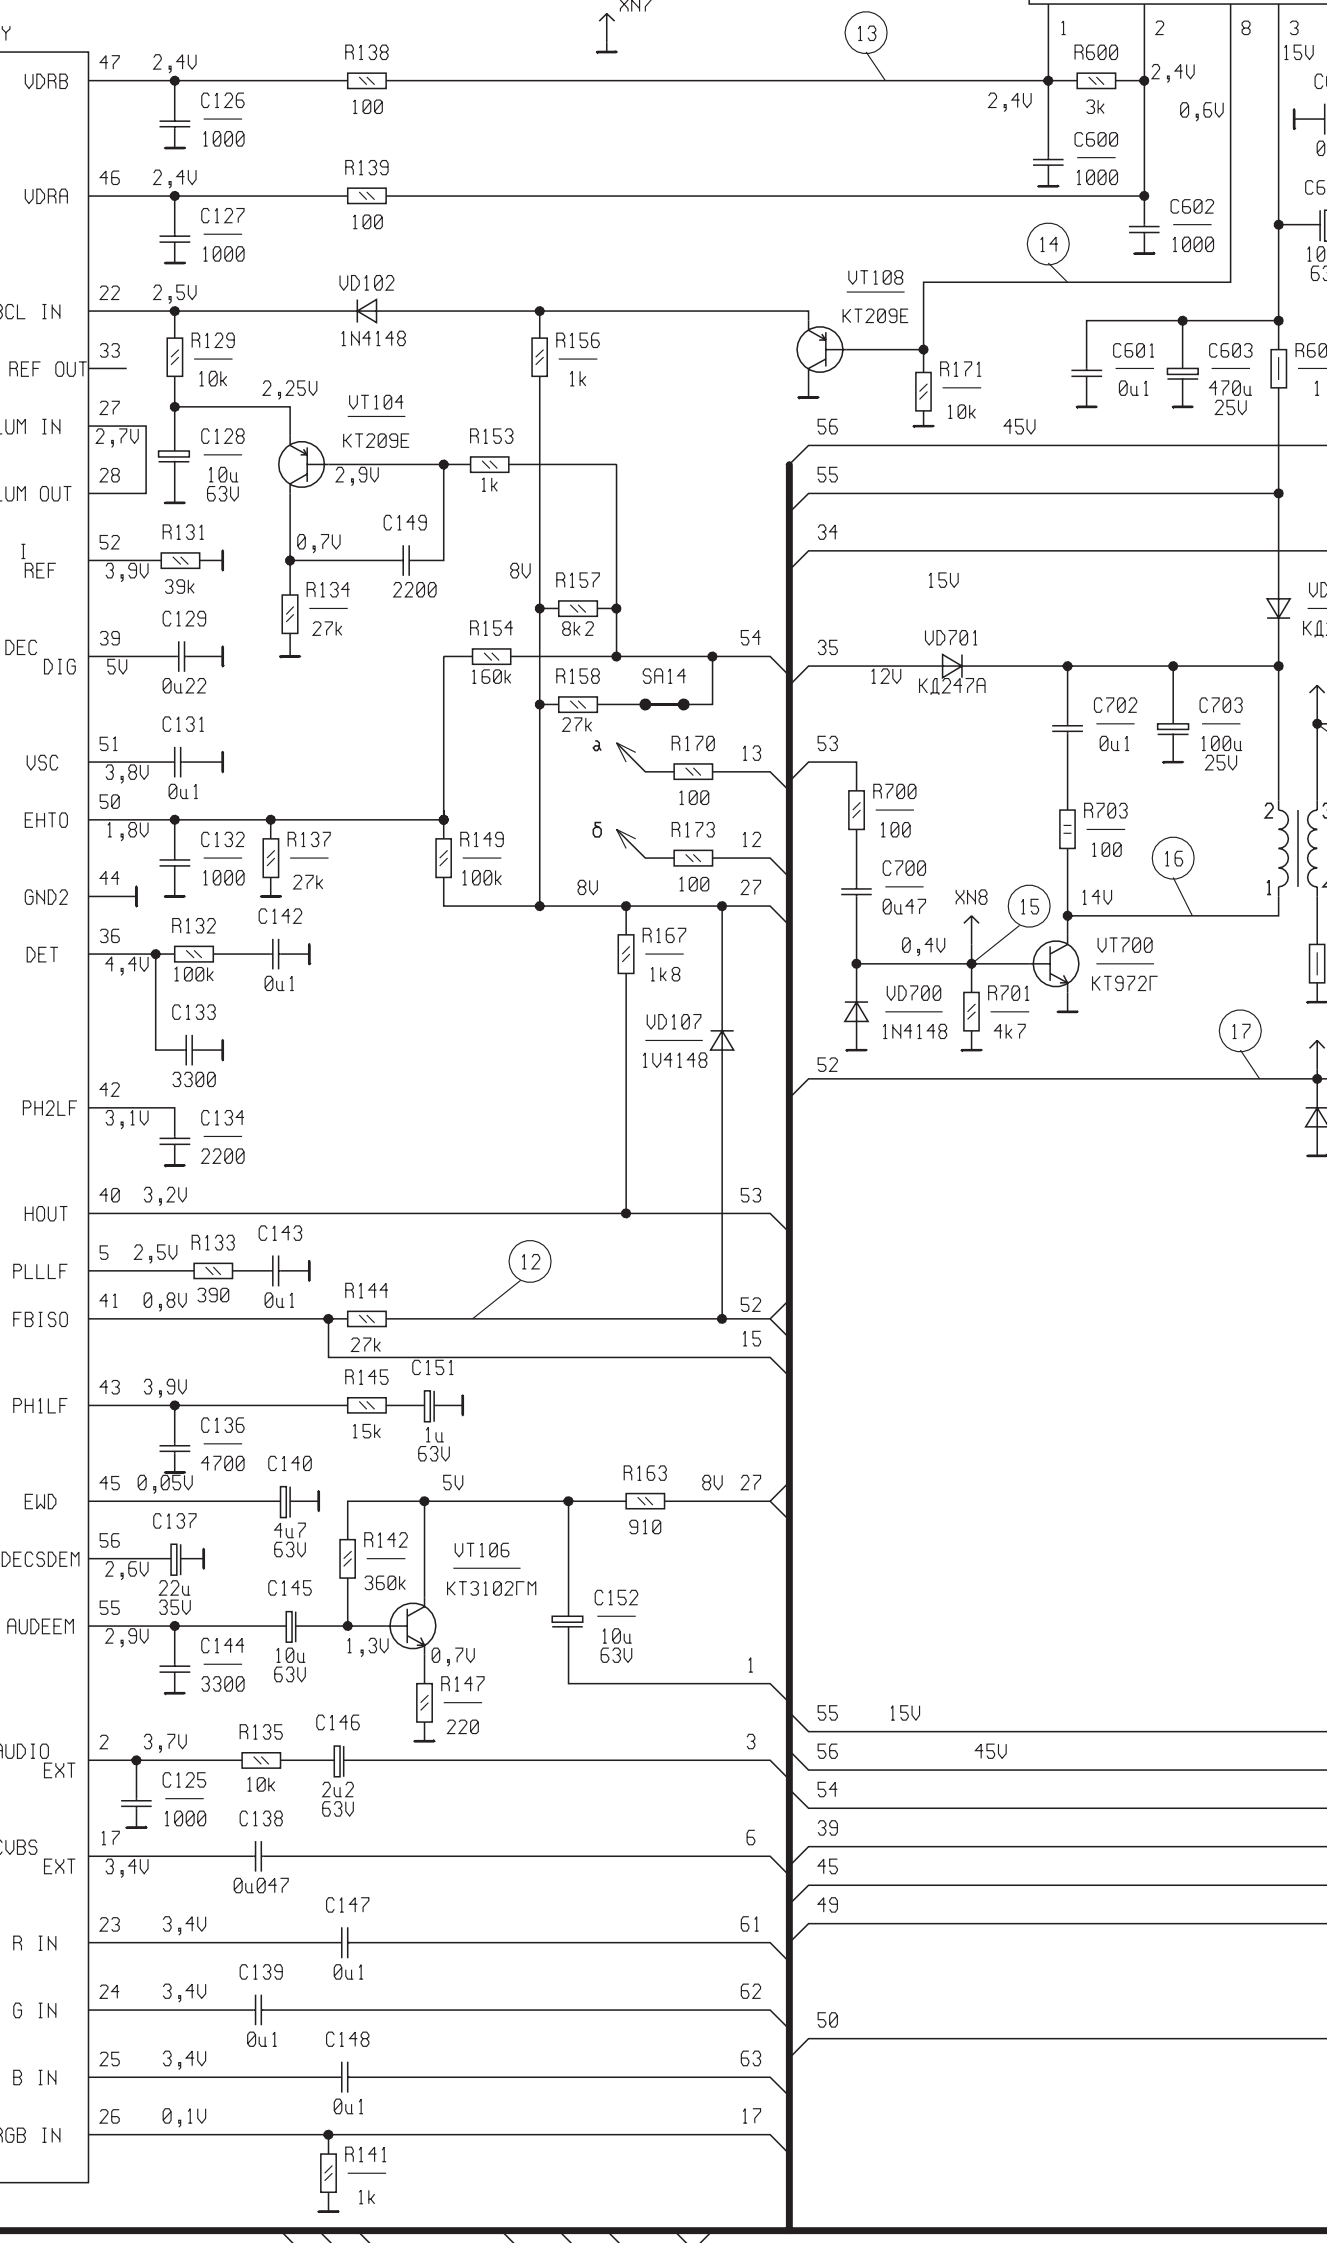 XN7
Y
47
2,4V
R138
13
1
2
8
3
15V
VDRB
100
2,4V
R600
2,4V
3k
0,6V
C126
1000
C600
1000
46
2,4V
R139
VDRA
100
C127
1000
C602
1000
14
22
2,5V
VD102
1N4148
VT108
КТ209Е
BCL IN
33
REF OUT
R129
10k
R156
1k
R171
10k
C601
0u1
C603
470u
25V
27
2,25V
VT104
КТ209Е
LUM IN
2,7V
C128
10u
63V
2,9V
R153
1k
56
45V
28
LUM OUT
55
52
I
REF
3,9V
R131
39k
0,7V
C149
2200
34
8V
R134
27k
R157
8k2
15V
39
DEC
DIG
5V
C129
0u22
R154
160k
54
35
VD701
КД247А
12V
R158
27k
SA14
51
VSC
3,8V
C131
0u1
а
R170
100
13
53
C702
0u1
C703
100u
25V
50
EHTO
1,8V
C132
1000
R137
27k
R149
100k
б
R173
100
12
R700
100
R703
100
2
1
16
44
GND2
8V
27
C700
0u47
XN8
15
14V
36
DET
4,4V
R132
100k
C142
0u1
R167
1k8
0,4V
VT700
КТ972Г
C133
3300
VD107
1V4148
VD700
1N4148
R701
4k7
17
42
PH2LF
3,1V
C134
2200
52
40
3,2V
HOUT
53
5
2,5V
R133
390
C143
0u1
PLLLF
12
41
0,8V
R144
27k
FBISO
52
15
43
3,9V
R145
15k
C151
1u
63V
PH1LF
C136
4700
45
0,05V
C140
4u7
63V
EWD
5V
R163
910
8V
27
56
DECSDEM
2,6V
C137
22u
35V
R142
360k
VT106
КТ3102ГМ
55
AUDEEM
2,9V
C145
10u
63V
C144
3300
1,3V
0,7V
C152
10u
63V
R147
220
1
55
15V
2
3,7V
AUDIO
EXT
R135
10k
C146
2u2
63V
3
56
45V
C125
1000
54
17
CVBS
EXT
3,4V
C138
0u047
6
39
45
23
3,4V
R IN
C147
0u1
61
49
24
3,4V
G IN
C139
0u1
62
50
25
3,4V
B IN
C148
0u1
63
26
0,1V
RGB IN
17
R141
1k